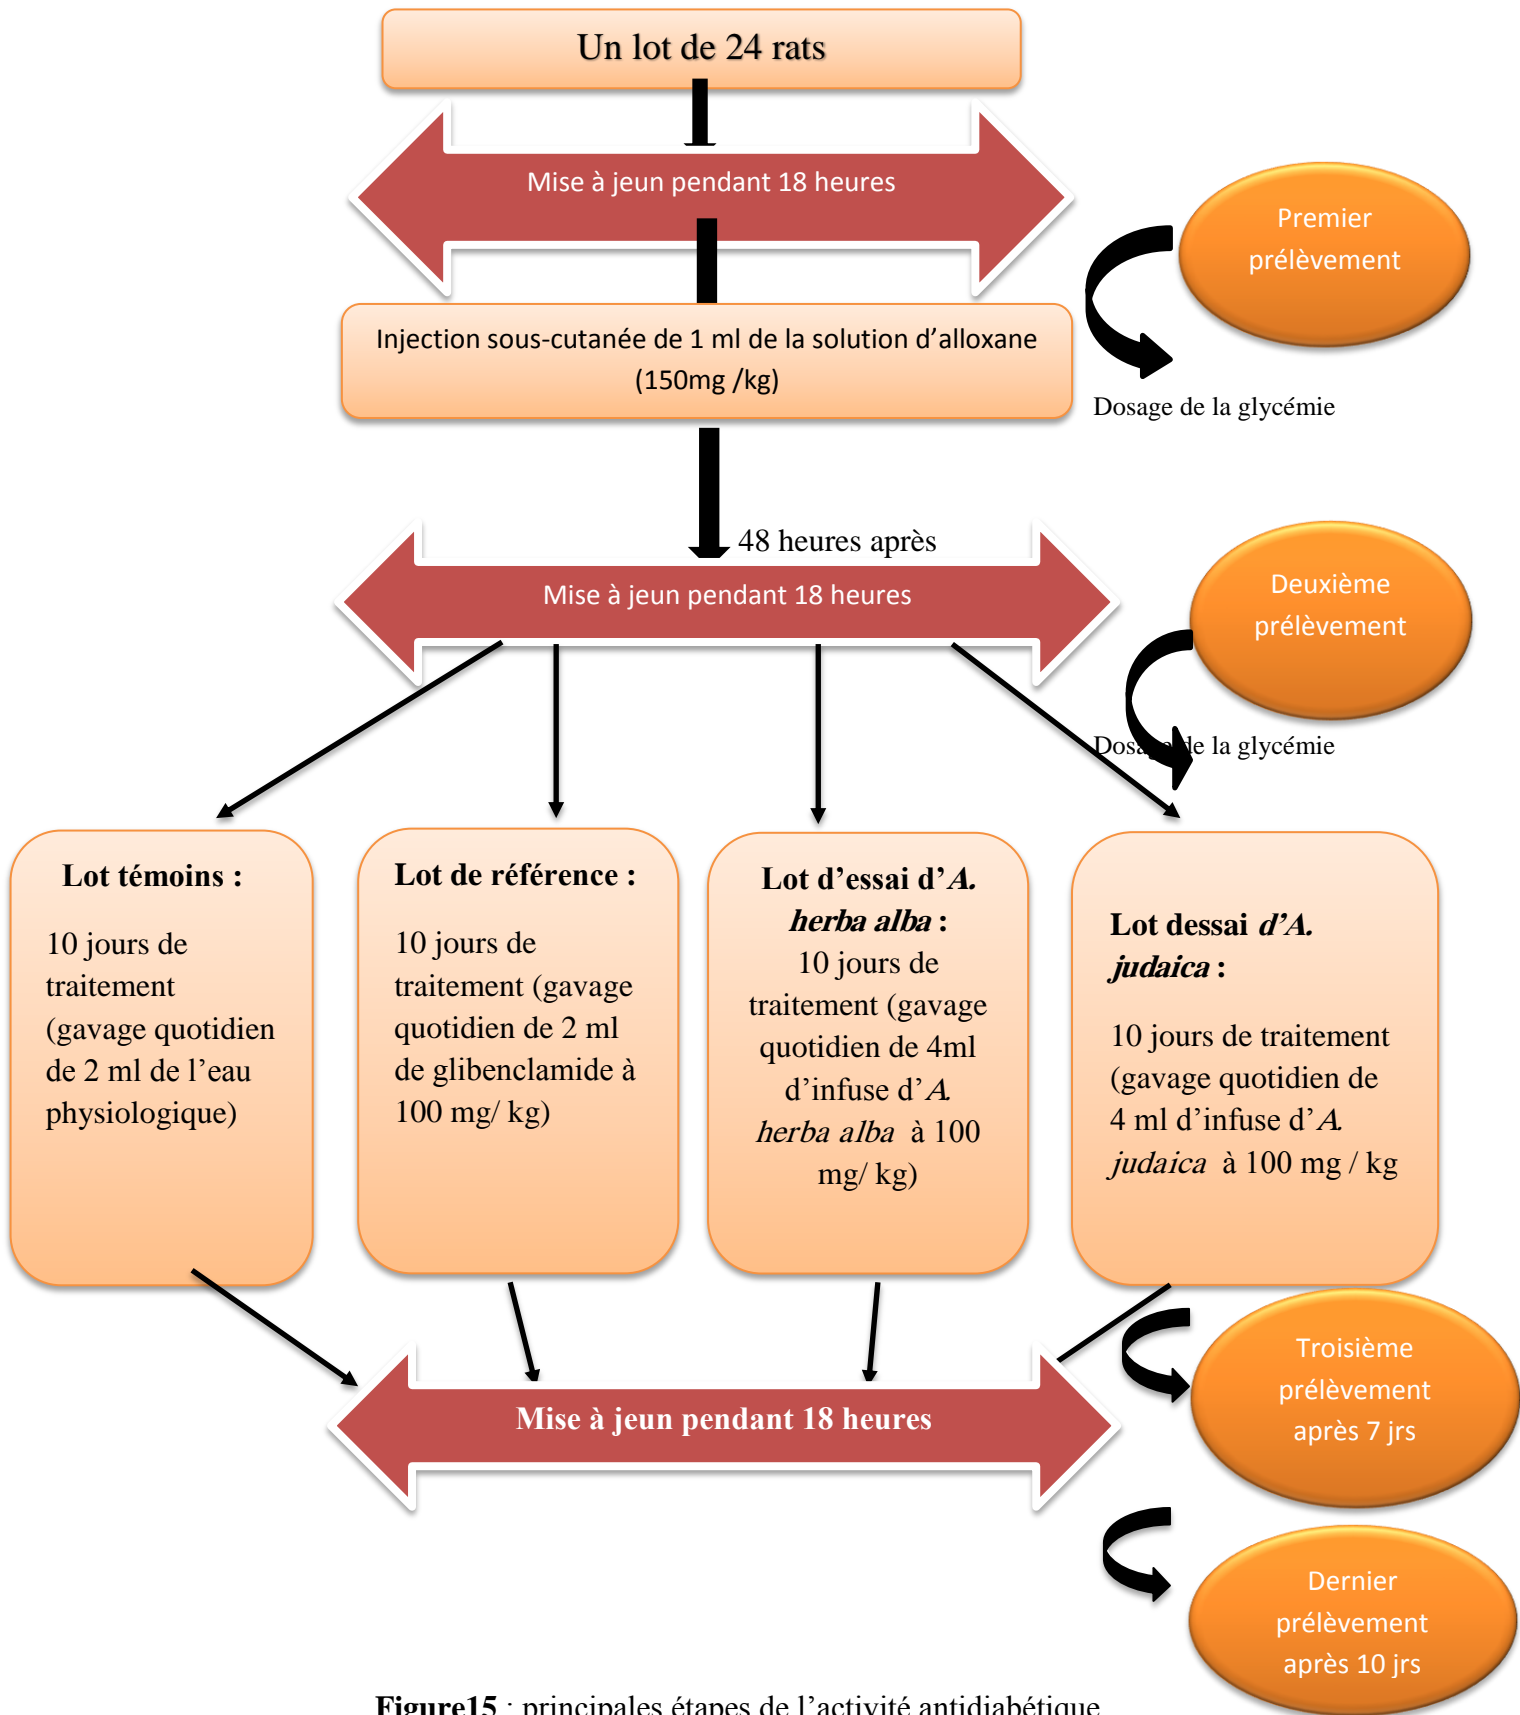 Un lot de 24 rats
Mise à jeun pendant 18 heures
Premier
prélèvement
Injection sous-cutanée de 1 ml de la solution d’alloxane
(150mg /kg)
Dosage de la glycémie
48 heures après
Mise à jeun pendant 18 heures
Deuxième
prélèvement
Dosage de la glycémie
Lot témoins :
10 jours de
traitement
(gavage quotidien
de 2 ml de l’eau
physiologique)
Lot de référence :
10 jours de
traitement (gavage
quotidien de 2 ml
de glibenclamide à
100 mg/ kg)
Lot d’essai d’A.
herba alba :
10 jours de
traitement (gavage
quotidien de 4ml
d’infuse d’A.
herba alba à 100
mg/ kg)
Lot dessai d’A.
judaica :
10 jours de traitement
(gavage quotidien de
4 ml d’infuse d’A.
judaica à 100 mg / kg
Mise à jeun pendant 18 heures
Troisième
prélèvement
après 7 jrs
Dernier
prélèvement
après 10 jrs
Figure15 : principales étapes de l’activité antidiabétique